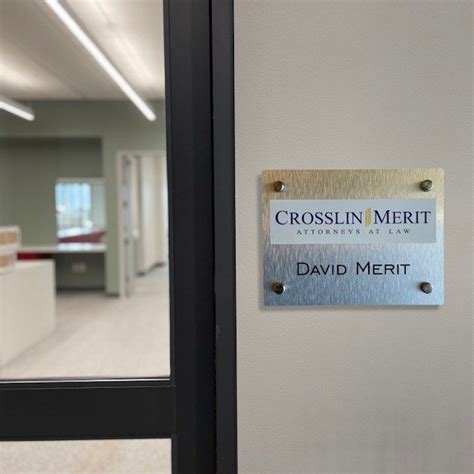 CROSSLIN MERIT
ATTORNEYS AT LAW
DAVID MERIT